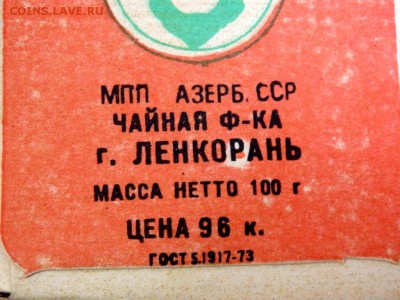 COINS.LAVE.RU
МПП АЗЕРБ. ССР
ЧАЙНАЯ Ф-КА
г. ЛЕНКОРАНЬ
МАССА НЕТТО 100 г
ЦЕНА 96 к.
ГОСТ 5.1917-73